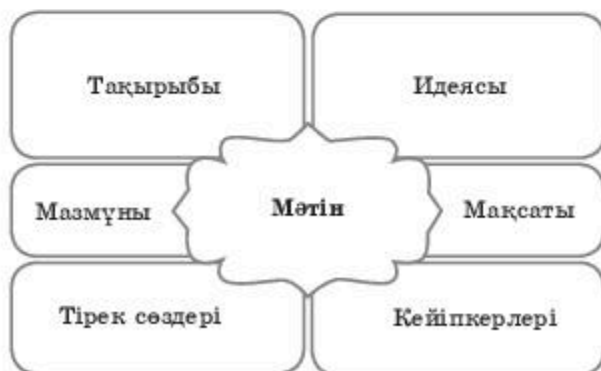 Тақырыбы
Идеясы
Мазмұны
Мәтін
Мақсаты
Тірек сөздері
Кейіпкерлері